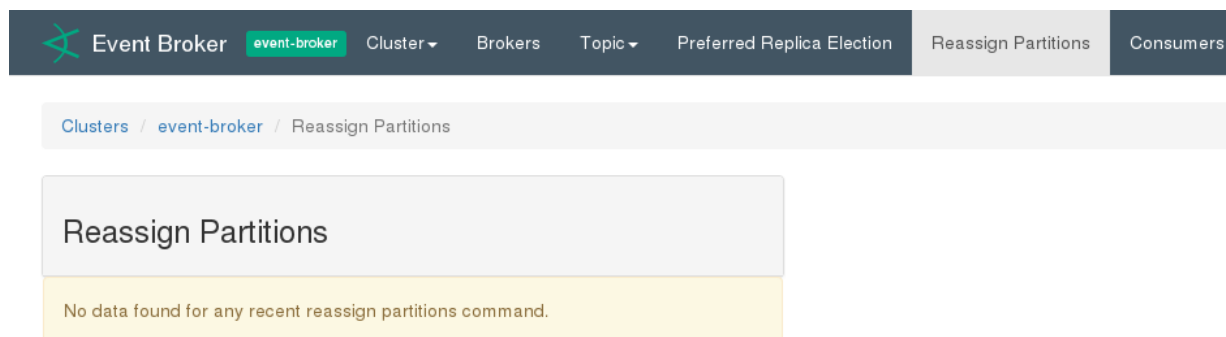 Event Broker event-broker Cluster Brokers Topic Preferred Replica Election Reassign Partitions Consumers
Clusters / event-broker / Reassign Partitions
Reassign Partitions
No data found for any recent reassign partitions command.